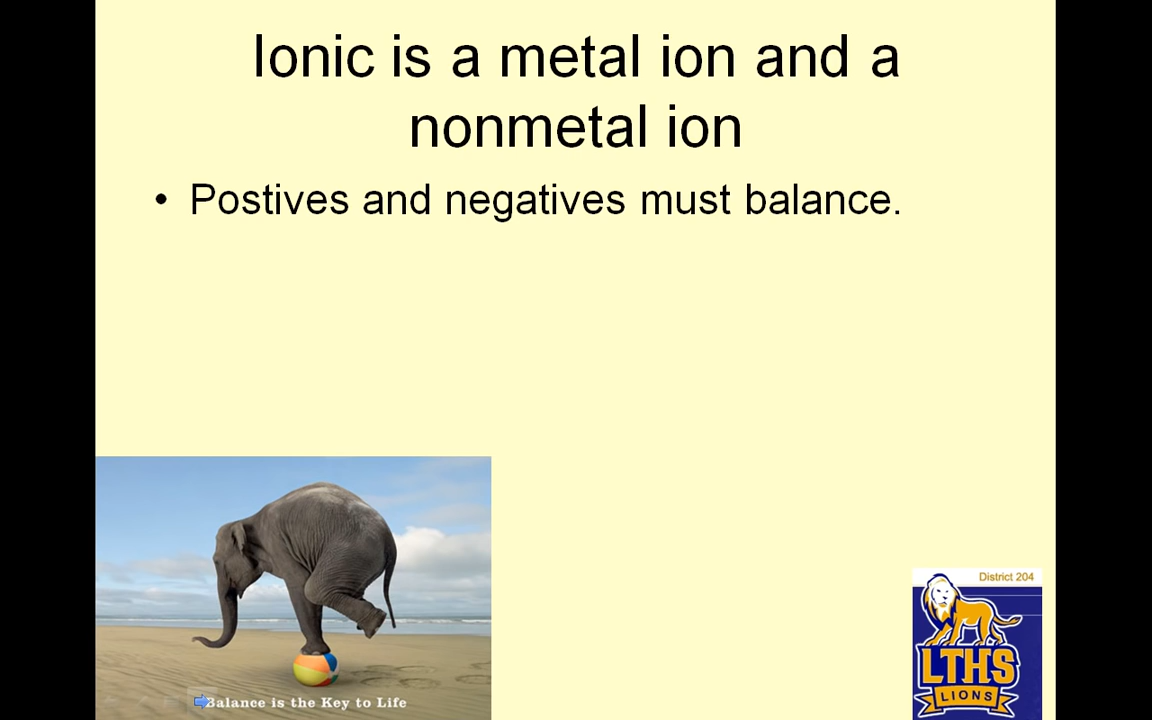 Ionic is a metal ion and a
nonmetal ion
• Postives and negatives must balance.
Balance is the Key to Life
District 204
LTHS
LIONS